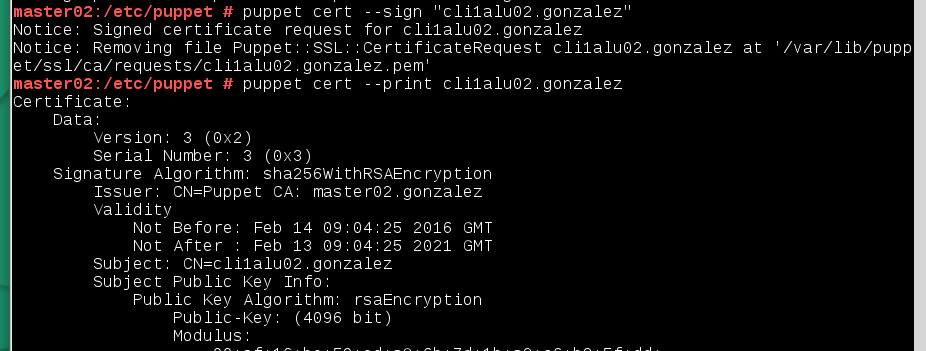 master02:/etc/puppet # puppet cert --sign "cli1alu02.gonzalez"
Notice: Signed certificate request for cli1alu02.gonzalez
Notice: Removing file Puppet::SSL::CertificateRequest cli1alu02.gonzalez at '/var/lib/pupp
et/ssl/ca/requests/cli1alu02.gonzalez.pem'
master02:/etc/puppet # puppet cert --print cli1alu02.gonzalez
Certificate:
    Data:
        Version: 3 (0x2)
        Serial Number: 3 (0x3)
    Signature Algorithm: sha256WithRSAEncryption
        Issuer: CN=Puppet CA: master02.gonzalez
        Validity
            Not Before: Feb 14 09:04:25 2016 GMT
            Not After : Feb 13 09:04:25 2021 GMT
        Subject: CN=cli1alu02.gonzalez
        Subject Public Key Info:
            Public Key Algorithm: rsaEncryption
                Public-Key: (4096 bit)
                Modulus: